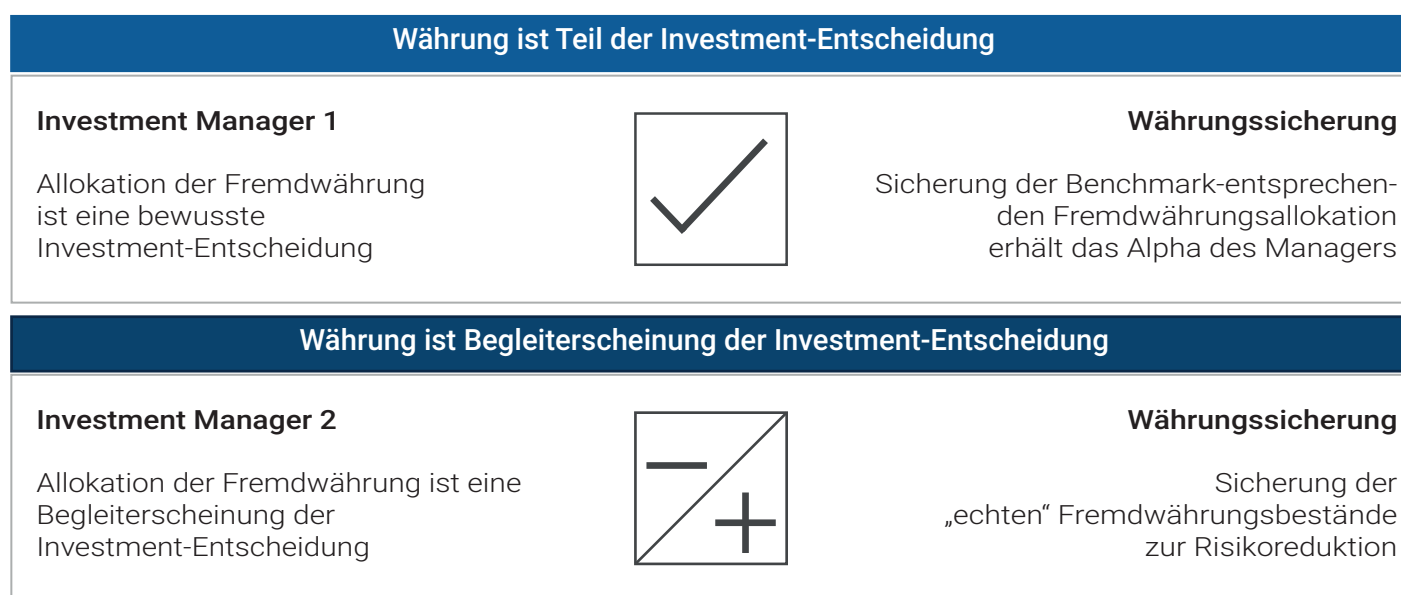 Währung ist Teil der Investment-Entscheidung
Investment Manager 1
Allokation der Fremdwährung
ist eine bewusste
Investment-Entscheidung
Währungssicherung
Sicherung der Benchmark-entsprechen-
den Fremdwährungsallokation
erhält das Alpha des Managers
Währung ist Begleiterscheinung der Investment-Entscheidung
Investment Manager 2
Allokation der Fremdwährung ist eine
Begleiterscheinung der
Investment-Entscheidung
Währungssicherung
Sicherung der
„echten“ Fremdwährungsbestände
zur Risikoreduktion